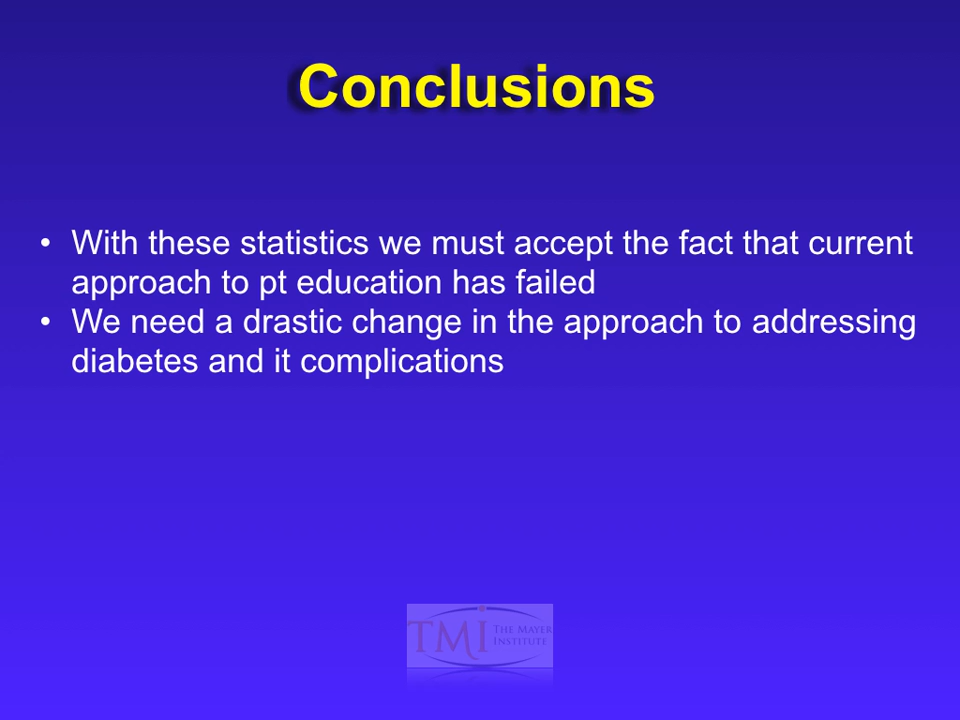 Conclusions
• With these statistics we must accept the fact that current
approach to pt education has failed
• We need a drastic change in the approach to addressing
diabetes and it complications
TMI THE MAYER
INSTITUTE